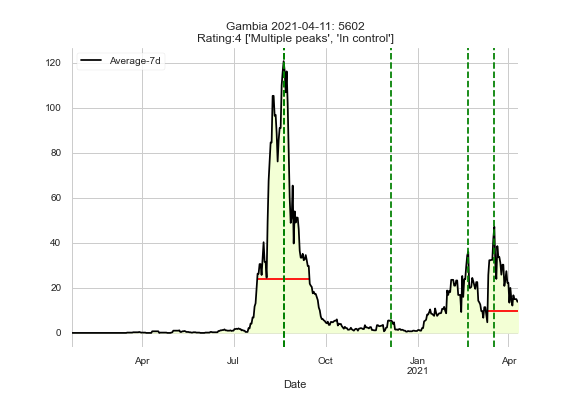 Gambia 2021-04-11: 5602
Rating:4 ['Multiple peaks', 'In control']
Average-7d
120
100
80
60
40
20
0
Apr
Jul
Oct
Jan
2021
Apr
Date